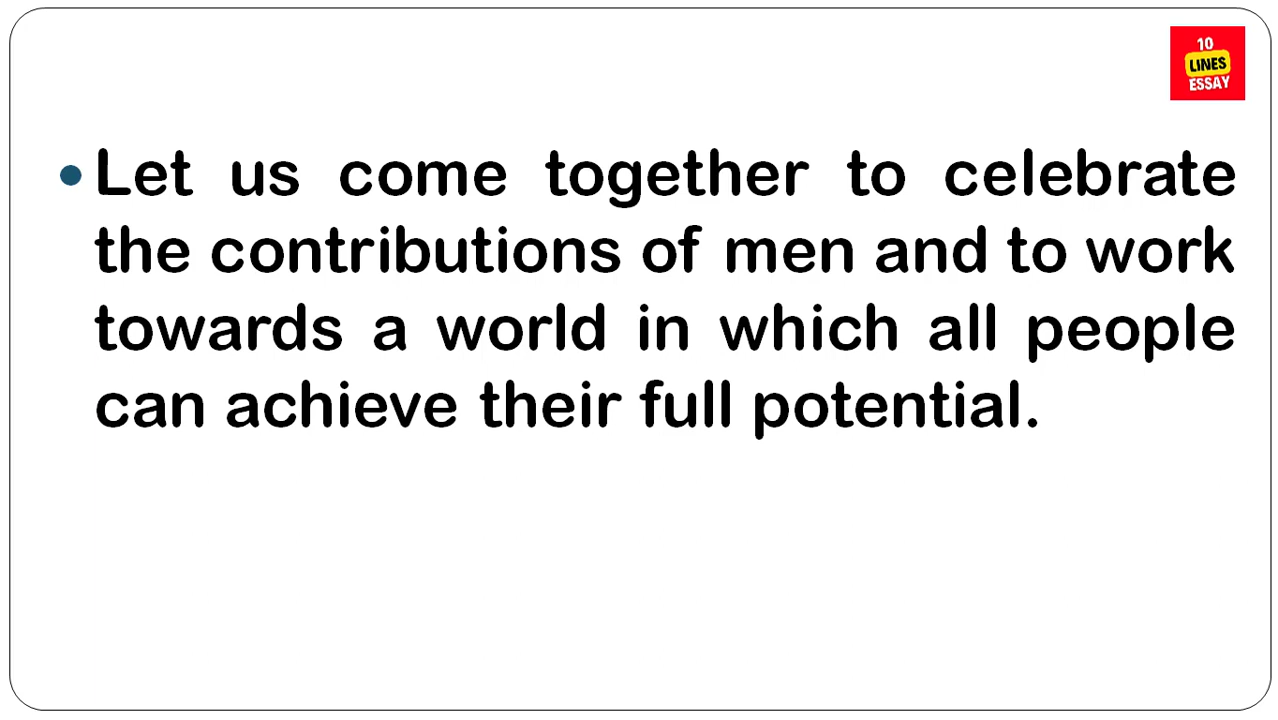 10
LINES
ESSAY
• Let us come together to celebrate
the contributions of men and to work
towards a world in which all people
can achieve their full potential.